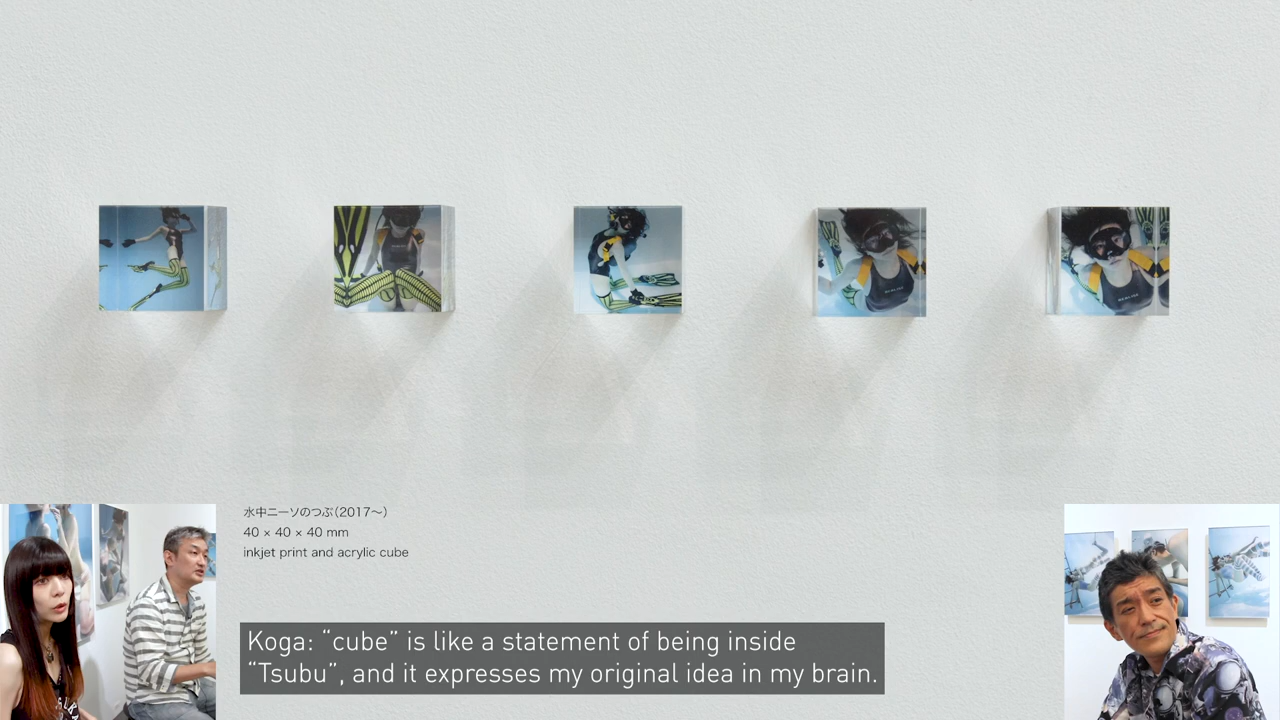 水中ニーソのつぶ(2017〜)
40 × 40 × 40 mm
inkjet print and acrylic cube
Koga: “cube” is like a statement of being inside
“Tsubu”, and it expresses my original idea in my brain.